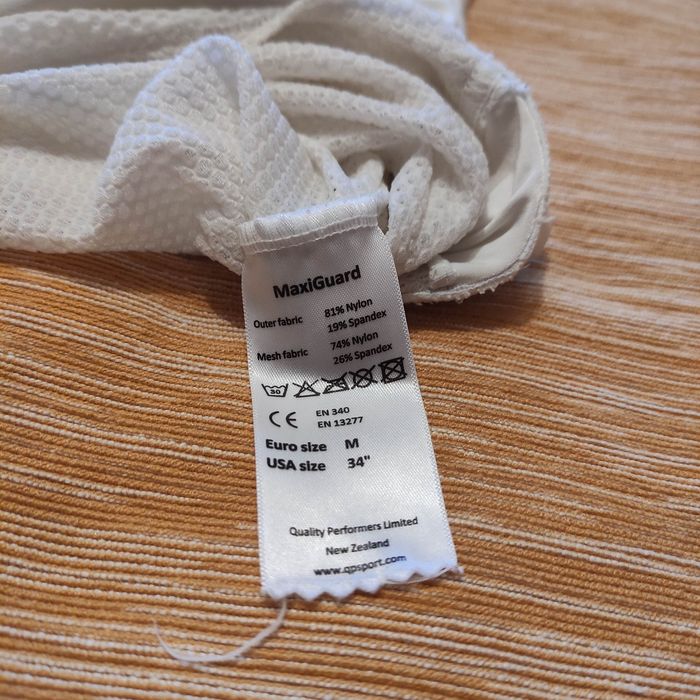 MaxiGuard
Outer fabric 81% Nylon
19% Spandex
Mesh fabric 74% Nylon
26% Spandex
30
CE EN 340
EN 13277
Euro size M
USA size 34"
Quality Performers Limited
New Zealand
www.qpsport.com